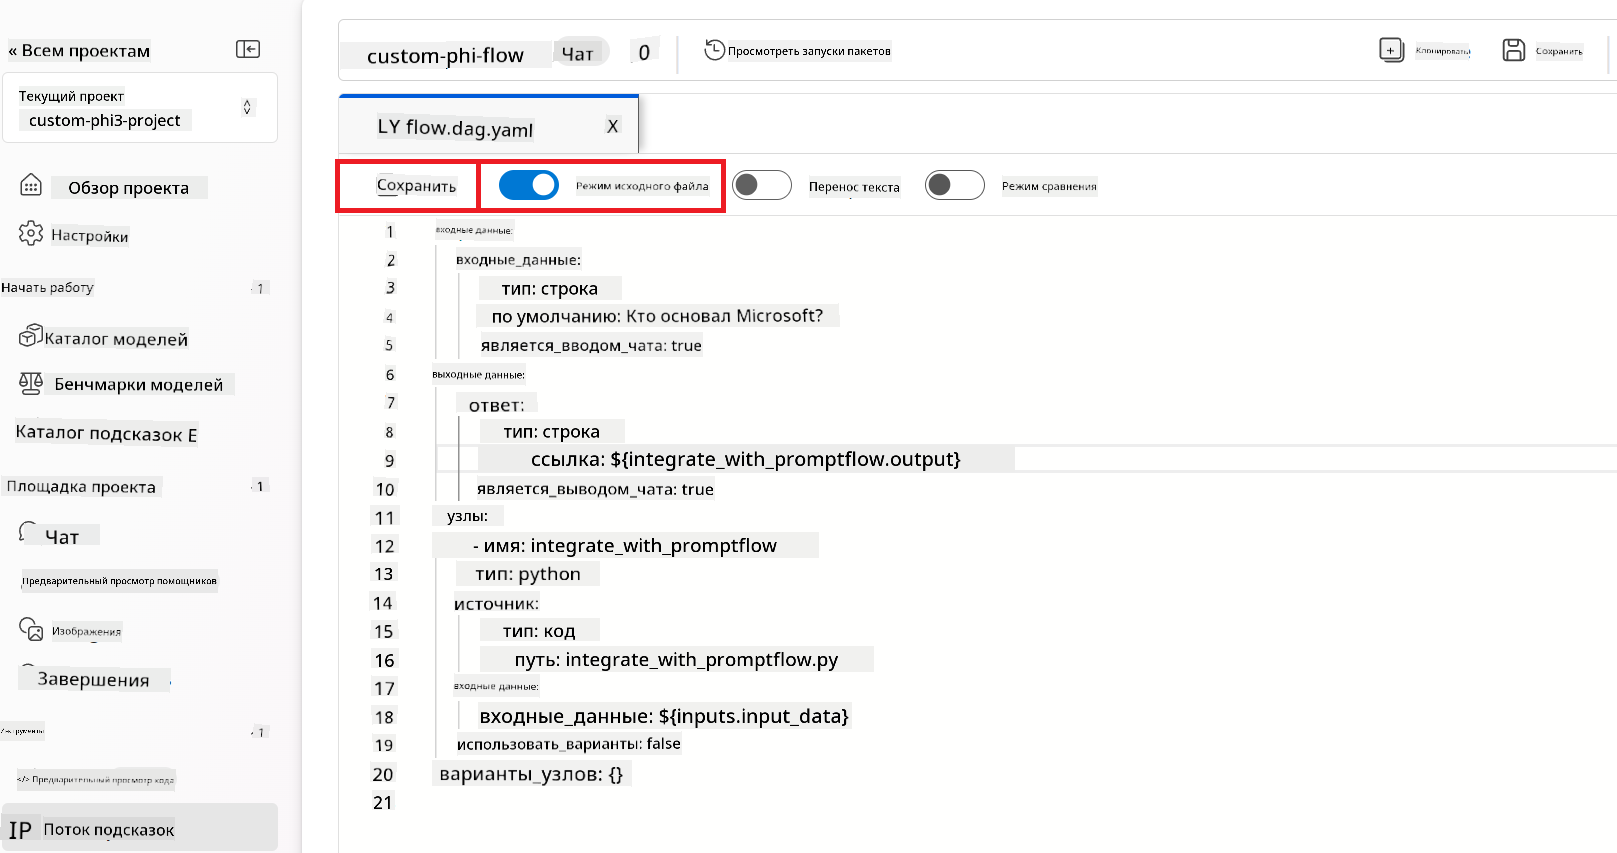 « Всем проектам
Текущий проект
custom-phi3-project
Обзор проекта
Настройки
Начать работу
1
Каталог моделей
Бенчмарки моделей
Каталог подсказок E
Площадка проекта
1
Чат
Предварительный просмотр помощников
Изображения
Завершения
Инструменты
1
</> Предварительный просмотр кода
IP Поток подсказок
custom-phi-flow
Чат
0
Просмотреть запуски пакетов
Клонировать
Сохранить
LY flow.dag.yaml
X
Сохранить
Режим исходного файла
Перенос текста
Режим сравнения
1 входные данные:
2 входные_данные:
3 тип: строка
4 по умолчанию: Кто основал Microsoft?
5 является_вводом_чата: true
6 выходные данные:
7 ответ:
8 тип: строка
9 ссылка: ${integrate_with_promptflow.output}
10 является_выводом_чата: true
11 узлы:
12 - имя: integrate_with_promptflow
13 тип: python
14 источник:
15 тип: код
16 путь: integrate_with_promptflow.py
17 входные данные:
18 входные_данные: ${inputs.input_data}
19 использовать_варианты: false
20 варианты_узлов: {}
21